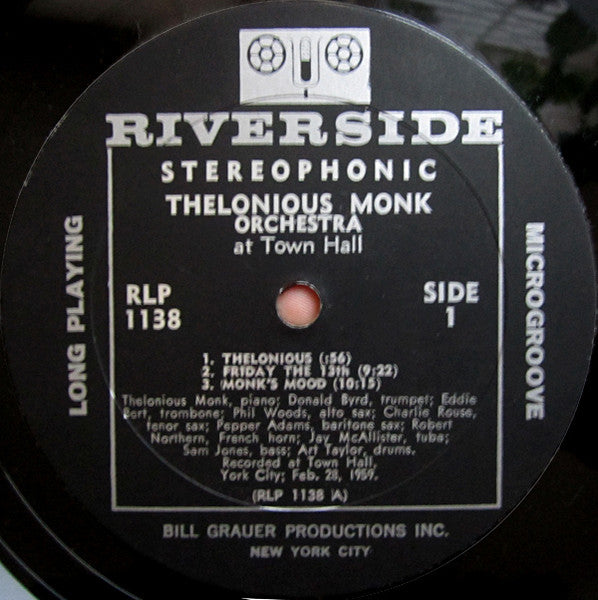 RIVERSIDE
STEREOPHONIC
THELONIOUS MONK
ORCHESTRA
at Town Hall
LONG PLAYING
MICROGROOVE
RLP
1138
SIDE
1
1. THELONIOUS (:56)
2. FRIDAY THE 13th (9:22)
3. MONK'S MOOD (10:15)
Thelonious Monk, piano; Donald Byrd, trumpet; Eddie
Bert, trombone; Phil Woods, alto sax; Charlie Rouse,
tenor sax; Pepper Adams, baritone sax; Robert
Northern, French horn; Jay McAllister, tuba;
Sam Jones, bass; Art Taylor, drums.
Recorded at Town Hall,
York City; Feb. 28, 1959.
(RLP 1138 A)
BILL GRAUER PRODUCTIONS INC.
NEW YORK CITY